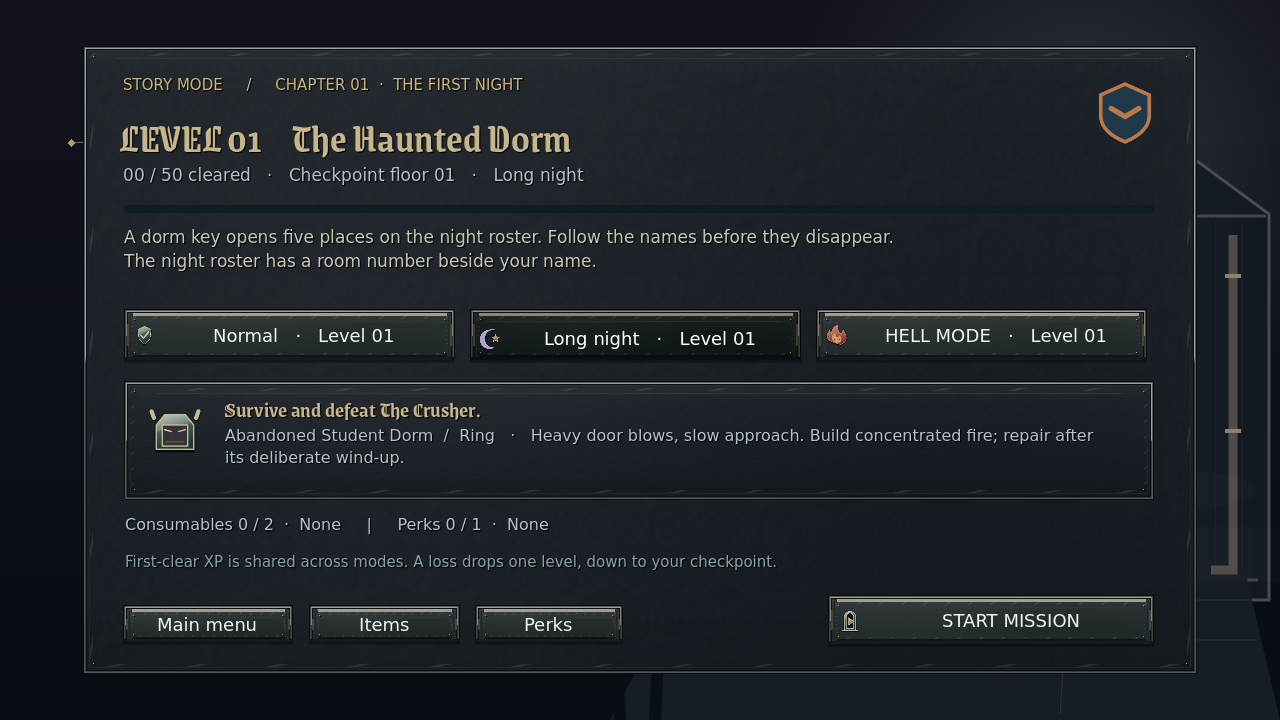 STORY MODE / CHAPTER 01 · THE FIRST NIGHT
LEVEL 01 The Haunted Dorm
00 / 50 cleared · Checkpoint floor 01 · Long night
A dorm key opens five places on the night roster. Follow the names before they disappear.
The night roster has a room number beside your name.
Normal · Level 01
Long night · Level 01
HELL MODE · Level 01
Survive and defeat The Crusher.
Abandoned Student Dorm / Ring · Heavy door blows, slow approach. Build concentrated fire; repair after
its deliberate wind-up.
Consumables 0 / 2 · None | Perks 0 / 1 · None
First-clear XP is shared across modes. A loss drops one level, down to your checkpoint.
Main menu
Items
Perks
START MISSION